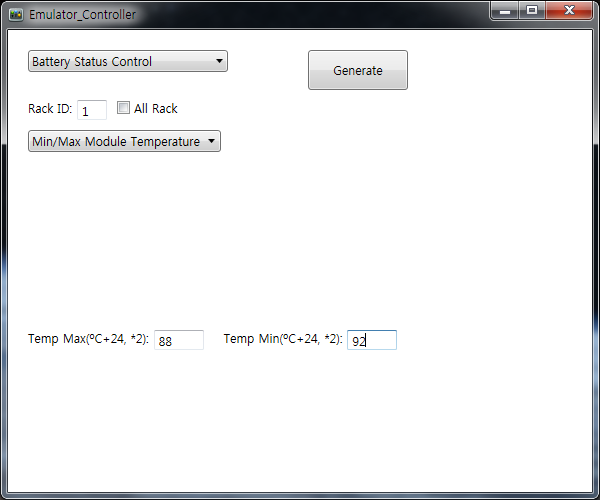 Emulator_Controller
Battery Status Control
Generate
Rack ID: 1 All Rack
Min/Max Module Temperature
Temp Max(ºC+24, *2): 88 Temp Min(ºC+24, *2): 92